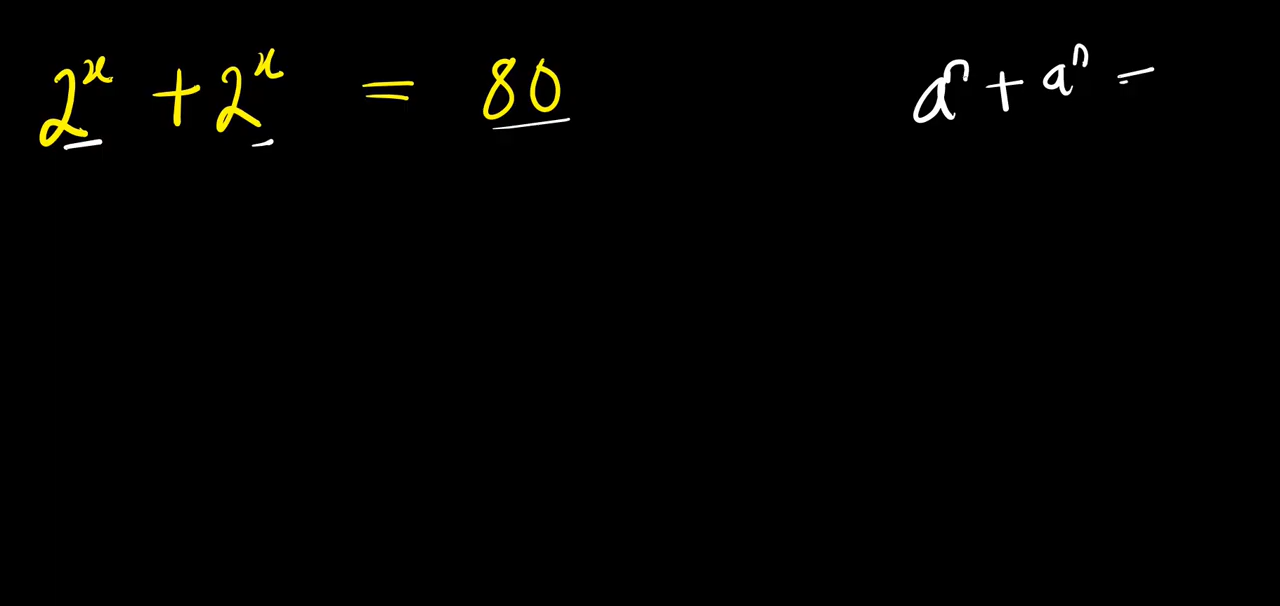 2^x + 2^x = 80
a^n + a^n =